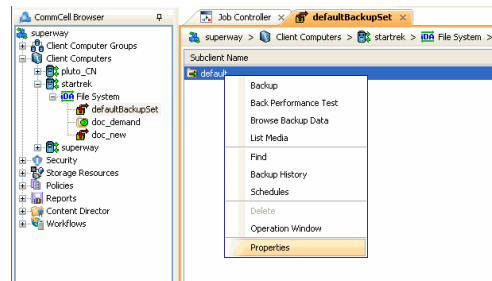 CommCell Browser
superway
Client Computer Groups
Client Computers
pluto_CN
startrek
iDA File System
defaultBackupSet
doc_demand
doc_new
superway
Security
Storage Resources
Policies
Reports
Content Director
Workflows
Job Controller × defaultBackupSet ×
superway > Client Computers > startrek > iDA File System >
Subclient Name
default
Backup
Back Performance Test
Browse Backup Data
List Media
Find
Backup History
Schedules
Delete
Operation Window
Properties